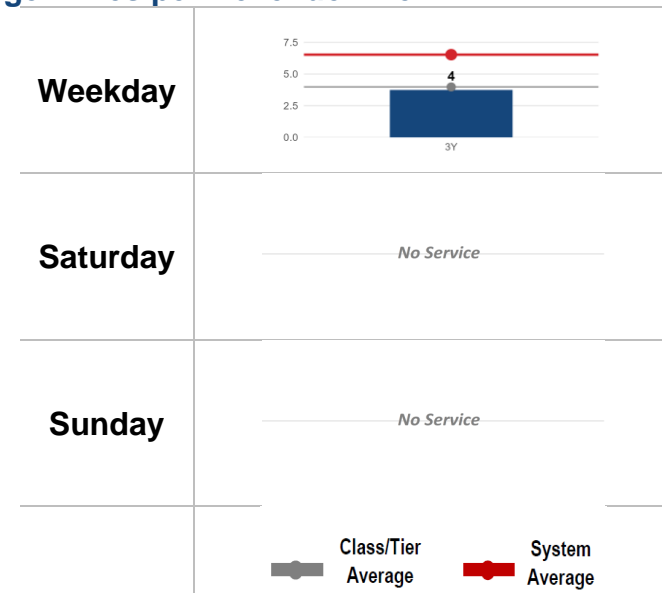 Weekday
7.5
5.0
2.5
0.0
4
3Y
Saturday
No Service
Sunday
No Service
Class/Tier
Average
System
Average